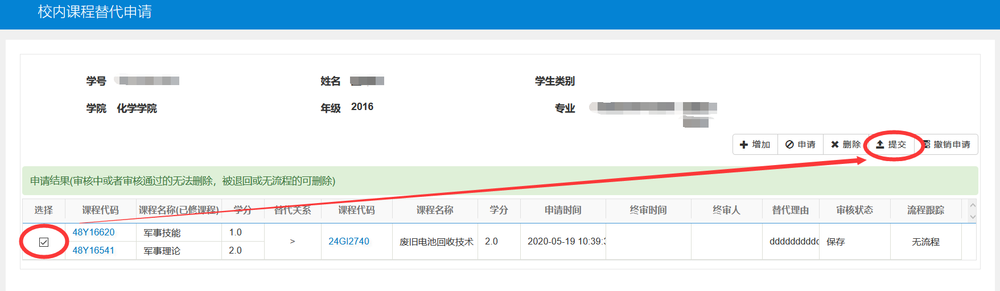 校内课程替代申请
学号 姓名 学生类别
学院 化学学院 年级 2016 专业
增加 申请 删除 提交 撤销申请
申请结果(审核中或者审核通过的无法删除，被退回或无流程的可删除)
选择 课程代码 课程名称(已修课程) 学分 替代关系 课程代码 课程名称 学分 申请时间 终审时间 终审人 替代理由 审核状态 流程跟踪
48Y16620 军事技能 1.0
> 24GI2740 废旧电池回收技术 2.0 2020-05-19 10:39:3 dddddddddd 保存 无流程
48Y16541 军事理论 2.0